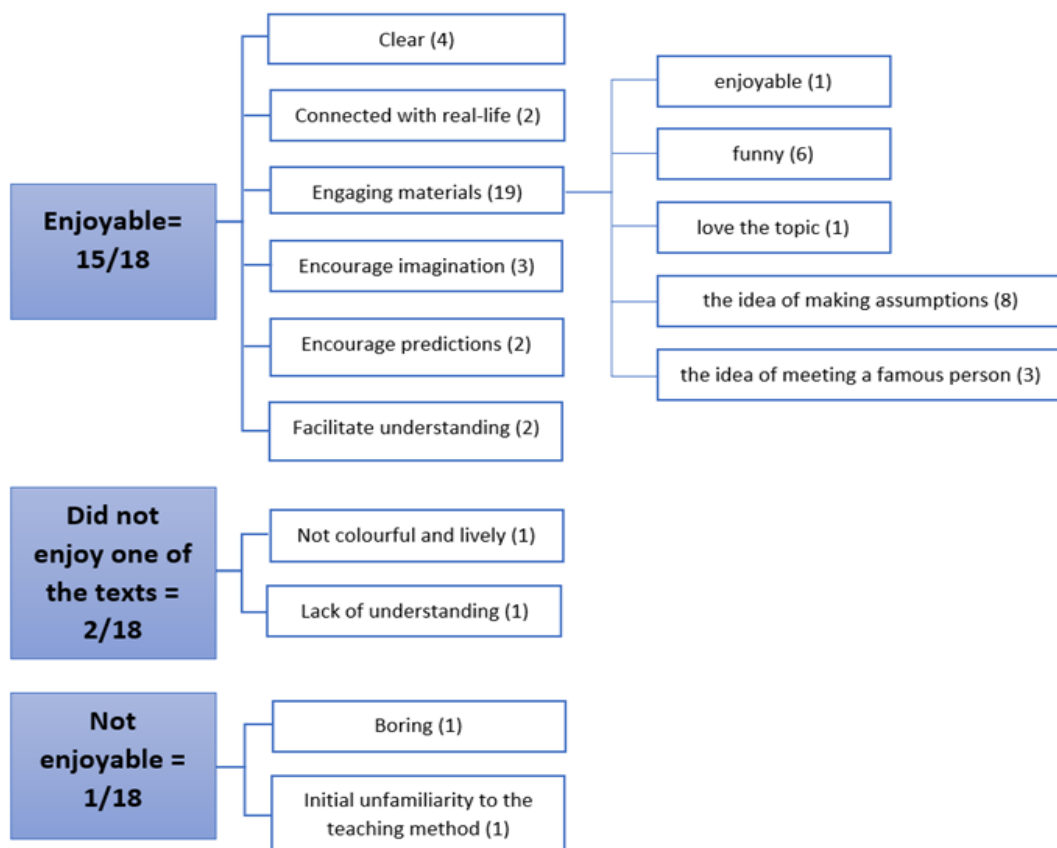 Enjoyable=
15/18
Clear (4)
Connected with real-life (2)
Engaging materials (19)
Encourage imagination (3)
Encourage predictions (2)
Facilitate understanding (2)
enjoyable (1)
funny (6)
love the topic (1)
the idea of making assumptions (8)
the idea of meeting a famous person (3)
Did not
enjoy one of
the texts =
2/18
Not colourful and lively (1)
Lack of understanding (1)
Not
enjoyable =
1/18
Boring (1)
Initial unfamiliarity to the
teaching method (1)